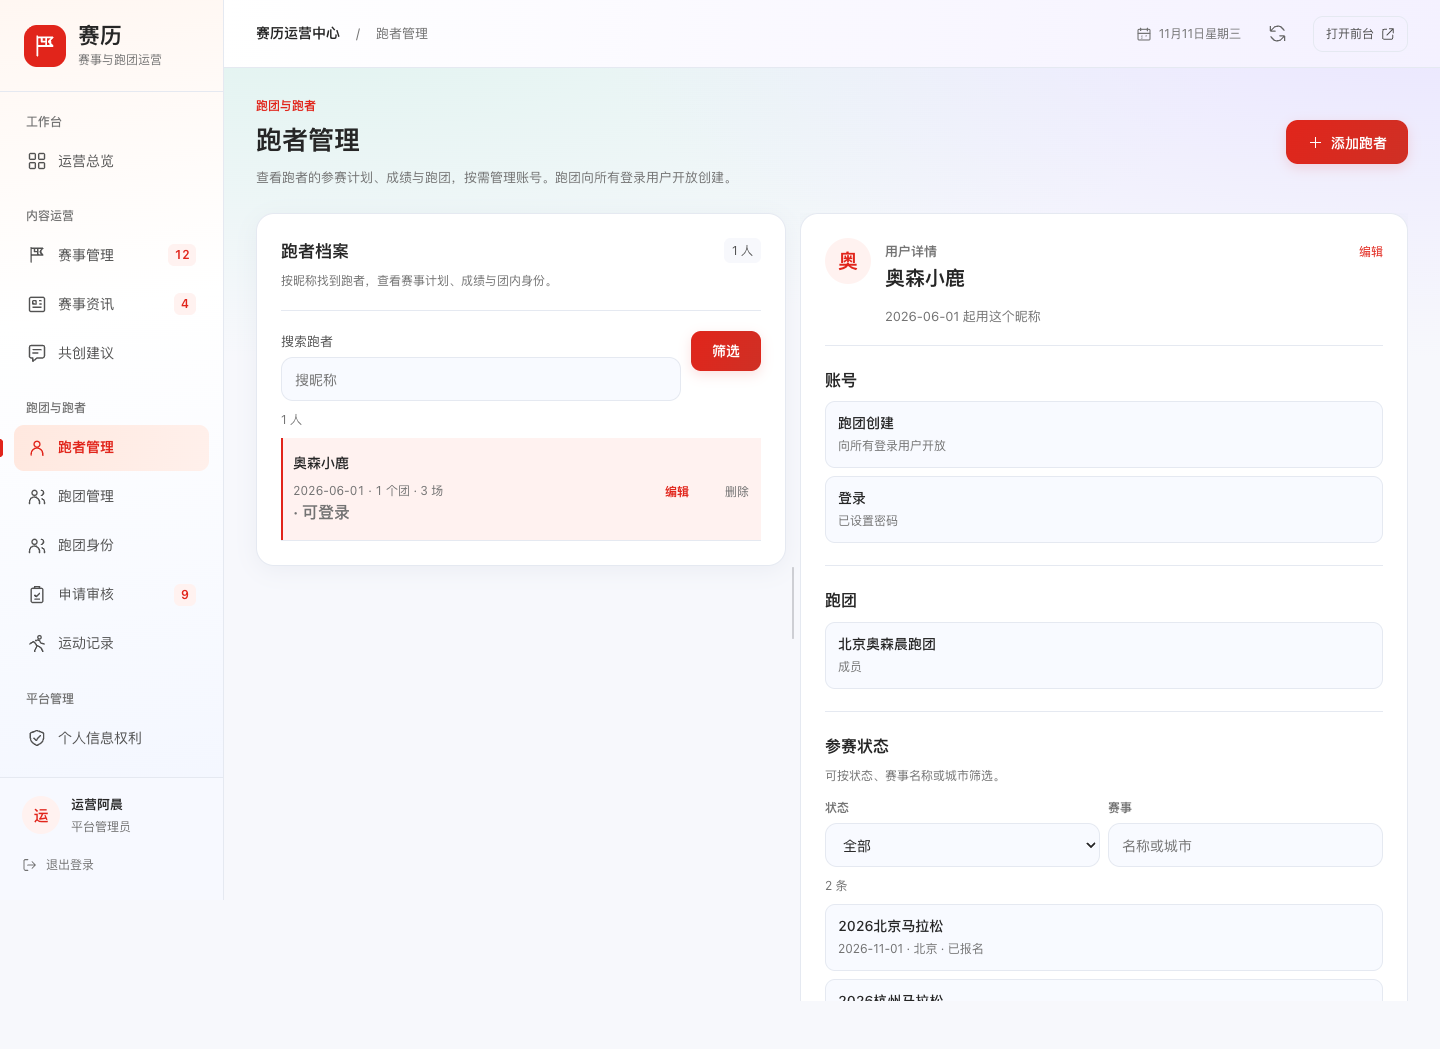 赛历
赛事与跑团运营
工作台
运营总览
内容运营
赛事管理 12
赛事资讯 4
共创建议
跑团与跑者
跑者管理
跑团管理
跑团身份
申请审核 9
运动记录
平台管理
个人信息权利
运 运营阿晨
平台管理员
退出登录
赛历运营中心 / 跑者管理
11月11日星期三
打开前台
跑团与跑者
跑者管理
查看跑者的参赛计划、成绩与跑团，按需管理账号。跑团向所有登录用户开放创建。
添加跑者
跑者档案 1 人
按昵称找到跑者，查看赛事计划、成绩与团内身份。
搜索跑者
搜昵称
筛选
1 人
奥森小鹿
2026-06-01 · 1 个团 · 3 场
· 可登录
编辑 删除
奥 用户详情
奥森小鹿
2026-06-01 起用这个昵称
编辑
账号
跑团创建
向所有登录用户开放
登录
已设置密码
跑团
北京奥森晨跑团
成员
参赛状态
可按状态、赛事名称或城市筛选。
状态 赛事
全部 名称或城市
2 条
2026北京马拉松
2026-11-01 · 北京 · 已报名
2026杭州马拉松